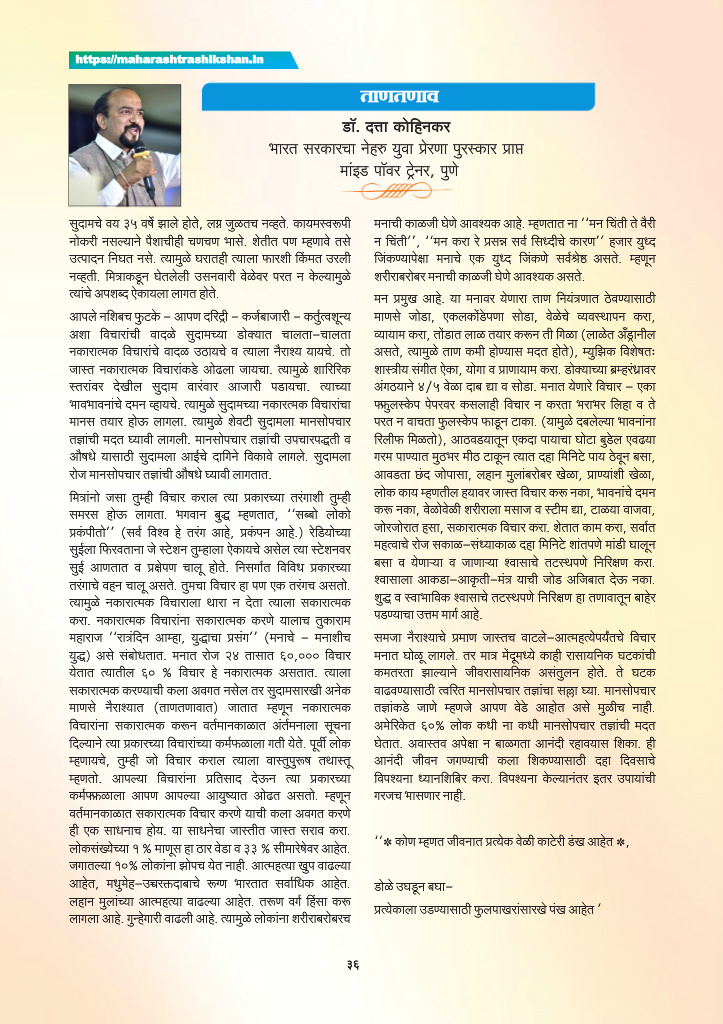 https://maharashtrashikshan.in
ताणतणाव
डॉ. दत्ता कोहिनकर
भारत सरकारचा नेहरु युवा प्रेरणा पुरस्कार प्राप्त
मांइड पॉवर ट्रेनर, पुणे
सुदामचे वय ३५ वर्षे झाले होते, लग्न जुळतच नव्हते. कायमस्वरूपी
नोकरी नसल्याने पैशाचीही चणचण भासे. शेतीत पण म्हणावे तसे
उत्पादन निघत नसे. त्यामुळे घरातही त्याला फारशी किंमत उरली
नव्हती. मित्राकडून घेतलेली उसनवारी वेळेवर परत न केल्यामुळे
त्यांचे अपशब्द ऐकायला लागत होते.
आपले नशिबच फुटके – आपण दरिद्री – कर्जबाजारी – कर्तुत्वशून्य
अशा विचारांची वादळे सुदामच्या डोक्यात चालता–चालता
नकारात्मक विचारांचे वादळ उठायचे व त्याला नैराश्य यायचे. तो
जास्त नकारात्मक विचारांकडे ओढला जायचा. त्यामुळे शारिरिक
स्तरांवर देखील सुदाम वारंवार आजारी पडायचा. त्याच्या
भावभावनांचे दमन व्हायचे. त्यामुळे सुदामच्या नकारत्मक विचारांचा
मानस तयार होऊ लागला. त्यामुळे शेवटी सुदामला मानसोपचार
तज्ञांची मदत घ्यावी लागली. मानसोपचार तज्ञांची उपचारपद्धती व
औषधे यासाठी सुदामला आईचे दागिने विकावे लागले. सुदामला
रोज मानसोपचार तज्ञांची औषधे घ्यावी लागतात.
मित्रांनो जसा तुम्ही विचार कराल त्या प्रकारच्या तरंगाशी तुम्ही
समरस होऊ लागता. भगवान बुद्ध म्हणतात, ‘‘सब्बो लोको
प्रकंपीतो’’ (सर्व विश्व हे तरंग आहे, प्रकंपन आहे.) रेडियोच्या
सुईला फिरवताना जे स्टेशन तुम्हाला ऐकायचे असेल त्या स्टेशनवर
सुई आणतात व प्रक्षेपण चालू होते. निसर्गात विविध प्रकारच्या
तरंगाचे वहन चालू असते. तुमचा विचार हा पण एक तरंगच असतो.
त्यामुळे नकारात्मक विचाराला थारा न देता त्याला सकारात्मक
करा. नकारात्मक विचारांना सकारात्मक करणे यालाच तुकाराम
महाराज ‘‘रात्रंदिन आम्हा, युद्धाचा प्रसंग’’ (मनाचे – मनाशीच
युद्ध) असे संबोधतात. मनात रोज २४ तासात ६०,००० विचार
येतात त्यातील ६० % विचार हे नकारात्मक असतात. त्याला
सकारात्मक करण्याची कला अवगत नसेल तर सुदामसारखी अनेक
माणसे नैराश्यात (ताणतणावात) जातात म्हणून नकारात्मक
विचारांना सकारात्मक करून वर्तमानकाळात अंर्तमनाला सूचना
दिल्याने त्या प्रकारच्या विचारांच्या कर्मफळाला गती येते. पूर्वी लोक
म्हणायचे, तुम्ही जो विचार कराल त्याला वास्तुपुरूष तथास्तू
म्हणतो. आपल्या विचारांना प्रतिसाद देऊन त्या प्रकारच्या
कर्मफ्फळाला आपण आपल्या आयुष्यात ओढत असतो. म्हणून
वर्तमानकाळात सकारात्मक विचार करणे याची कला अवगत करणे
ही एक साधनाच होय. या साधनेचा जास्तीत जास्त सराव करा.
लोकसंख्येच्या १ % माणूस हा ठार वेडा व ३३ % सीमारेषेवर आहेत.
जगातल्या १०% लोकांना झोपच येत नाही. आत्महत्या खुप वाढल्या
आहेत, मधुमेह–उच्चरक्तदाबाचे रूग्ण भारतात सर्वाधिक आहेत.
लहान मुलांच्या आत्महत्या वाढल्या आहेत. तरूण वर्ग हिंसा करू
लागला आहे. गुन्हेगारी वाढली आहे. त्यामुळे लोकांना शरीराबरोबरच
मनाची काळजी घेणे आवश्यक आहे. म्हणतात ना ‘‘मन चिंती ते वैरी
न चिंती’’, ‘‘मन करा रे प्रसन्न सर्व सिध्दीचे कारण’’ हजार युध्द
जिंकण्यापेक्षा मनाचे एक युध्द जिंकणे सर्वश्रेष्ठ असते. म्हणून
शरीराबरोबर मनाची काळजी घेणे आवश्यक असते.
मन प्रमुख आहे. या मनावर येणारा ताण नियंत्रणात ठेवण्यासाठी
माणसे जोडा, एकलकोंडेपणा सोडा, वेळेचे व्यवस्थापन करा,
व्यायाम करा, तोंडात लाळ तयार करून ती गिळा (लाळेत अँड्रानील
असते, त्यामुळे ताण कमी होण्यास मदत होते), म्युझिक विशेषतः
शास्त्रीय संगीत ऐका, योगा व प्राणायाम करा. डोक्याच्या ब्रम्हरंध्रावर
अंगठयाने ४/५ वेळा दाब द्या व सोडा. मनात येणारे विचार – एका
फ्फुलस्केप पेपरवर कसलाही विचार न करता भराभर लिहा व ते
परत न वाचता फुलस्केप फाडून टाका. (यामुळे दबलेल्या भावनांना
रिलीफ मिळतो), आठवडयातून एकदा पायाचा घोटा बुडेल एवढया
गरम पाण्यात मुठभर मीठ टाकून त्यात दहा मिनिटे पाय ठेवून बसा,
आवडता छंद जोपासा, लहान मुलांबरोबर खेळा, प्राण्यांशी खेळा,
लोक काय म्हणतील हयावर जास्त विचार करू नका, भावनांचे दमन
करू नका, वेळोवेळी शरीराला मसाज व स्टीम द्या, टाळया वाजवा,
जोरजोरात हसा, सकारात्मक विचार करा. शेतात काम करा, सर्वात
महत्वाचे रोज सकाळ–संध्याकाळ दहा मिनिटे शांतपणे मांडी घालून
बसा व येणाऱ्या व जाणाऱ्या श्वासाचे तटस्थपणे निरिक्षण करा.
श्वासाला आकडा–आकृती–मंत्र याची जोड अजिबात देऊ नका.
शुद्ध व स्वाभाविक श्वासाचे तटस्थपणे निरिक्षण हा तणावातून बाहेर
पडण्याचा उत्तम मार्ग आहे.
समजा नैराश्याचे प्रमाण जास्तच वाटले–आत्महत्येपर्यंतचे विचार
मनात घोळू लागले. तर मात्र मेंदूमध्ये काही रासायनिक घटकांची
कमतरता झाल्याने जीवरासायनिक असंतुलन होते. ते घटक
वाढवण्यासाठी त्वरित मानसोपचार तज्ञांचा सल्ला घ्या. मानसोपचार
तज्ञांकडे जाणे म्हणजे आपण वेडे आहोत असे मुळीच नाही.
अमेरिकेत ६०% लोक कधी ना कधी मानसोपचार तज्ञांची मदत
घेतात. अवास्तव अपेक्षा न बाळगता आनंदी रहावयास शिका. ही
आनंदी जीवन जगण्याची कला शिकण्यासाठी दहा दिवसाचे
विपश्यना ध्यानशिबिर करा. विपश्यना केल्यानंतर इतर उपायांची
गरजच भासणार नाही.
‘‘✽ कोण म्हणत जीवनात प्रत्येक वेळी काटेरी डंख आहेत ✽,
डोळे उघडून बघा–
प्रत्येकाला उडण्यासाठी फुलपाखरांसारखे पंख आहेत ’
३६